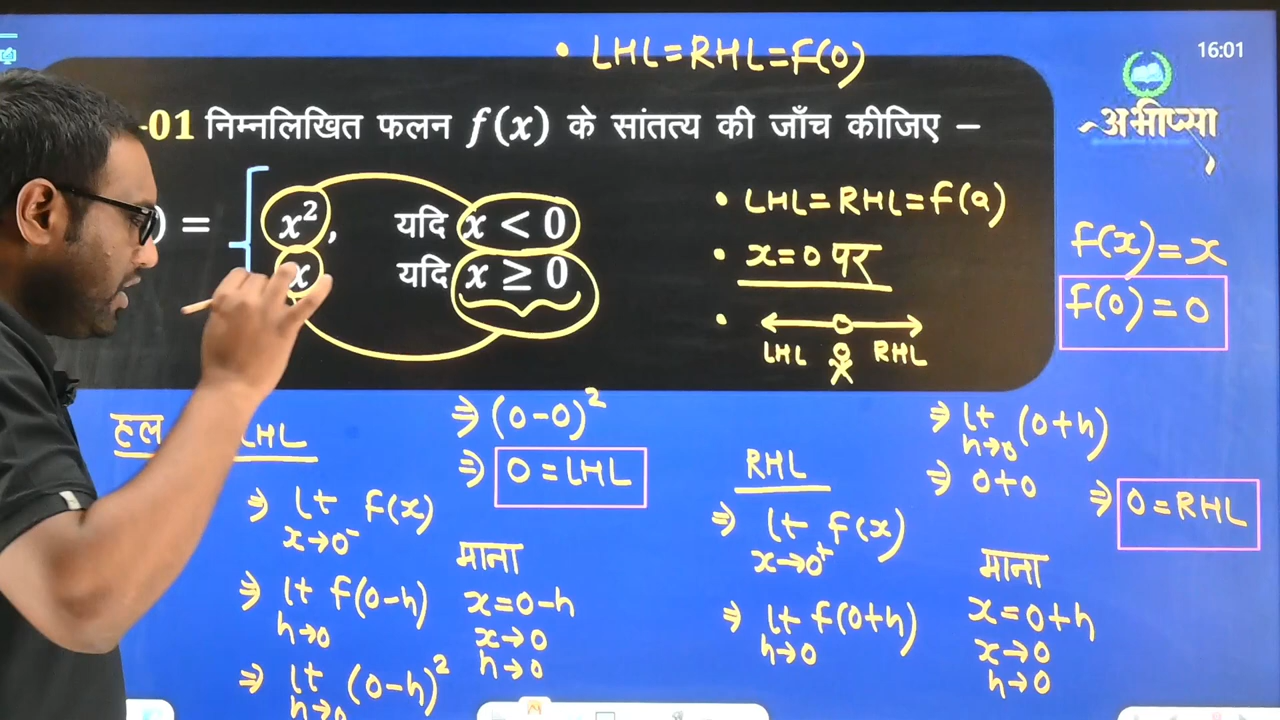 • LHL=RHL=f(0)
16:01
-01 निम्नलिखित फलन f(x) के सांतत्य की जाँच कीजिए –
अभीप्सा
) = { x², यदि x < 0
x यदि x ≥ 0
• LHL=RHL=f(a)
• x=0 पर
•
LHL RHL
f(x)=x
f(0)=0
हल LHL
⇒ lt f(x)
x→0⁻
⇒ lt f(0-h)
h→0
⇒ lt (0-h)²
h→0
माना
x=0-h
x→0
h→0
⇒ (0-0)²
⇒ 0=LHL
RHL
⇒ lt f(x)
x→0⁺
⇒ lt f(0+h)
h→0
माना
x=0+h
x→0
h→0
⇒ lt (0+h)
h→0
⇒ 0+0
⇒ 0=RHL